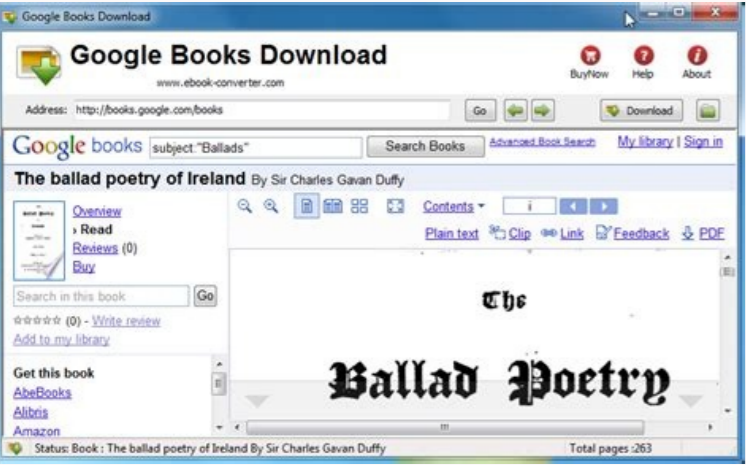 Google Books Download
Google Books Download
www.ebook-converter.com
BuyNow Help About
Address: http://books.google.com/books Go Download
Google books subject:"Ballads" Search Books Advanced Book Search My library | Sign in
The ballad poetry of Ireland By Sir Charles Gavan Duffy
Overview
› Read
Reviews (0)
Buy
Contents i
Plain text Clip Link Feedback PDF
Search in this book Go
(0) - Write review
Add to my library
Get this book
AbeBooks
Alibris
Amazon
The
Ballad Poetry
Status: Book : The ballad poetry of Ireland By Sir Charles Gavan Duffy Total pages :263